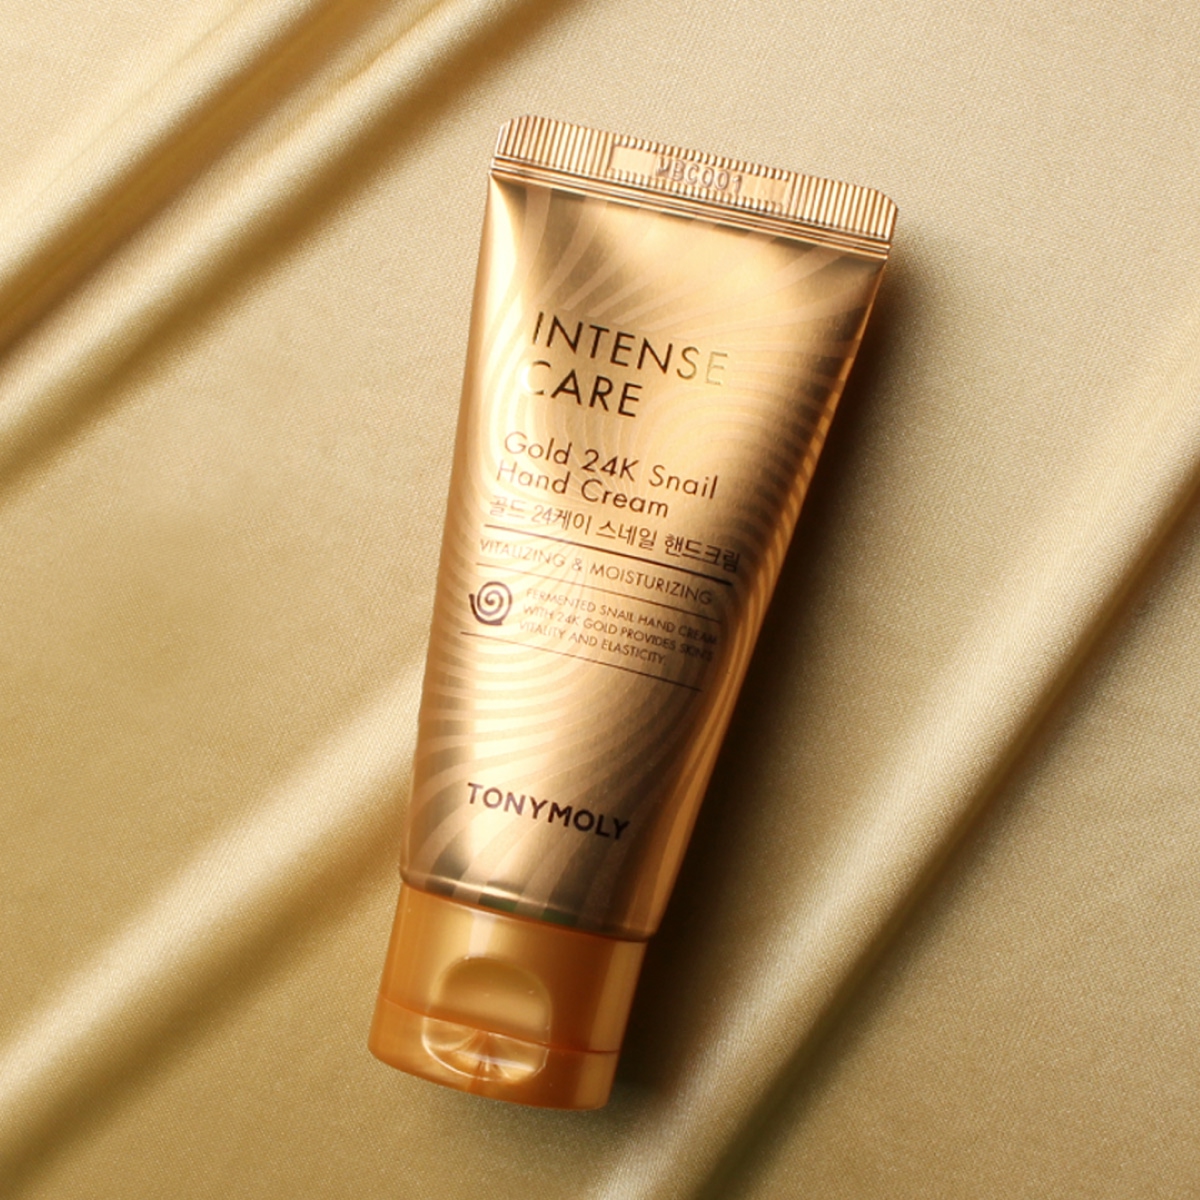 MBC001
INTENSE
CARE
Gold 24K Snail
Hand Cream
골드 24케이 스네일 핸드크림
VITALIZING & MOISTURIZING
FERMENTED SNAIL HAND CREAM
WITH 24K GOLD PROVIDES SKIN'S
VITALITY AND ELASTICITY.
TONYMOLY